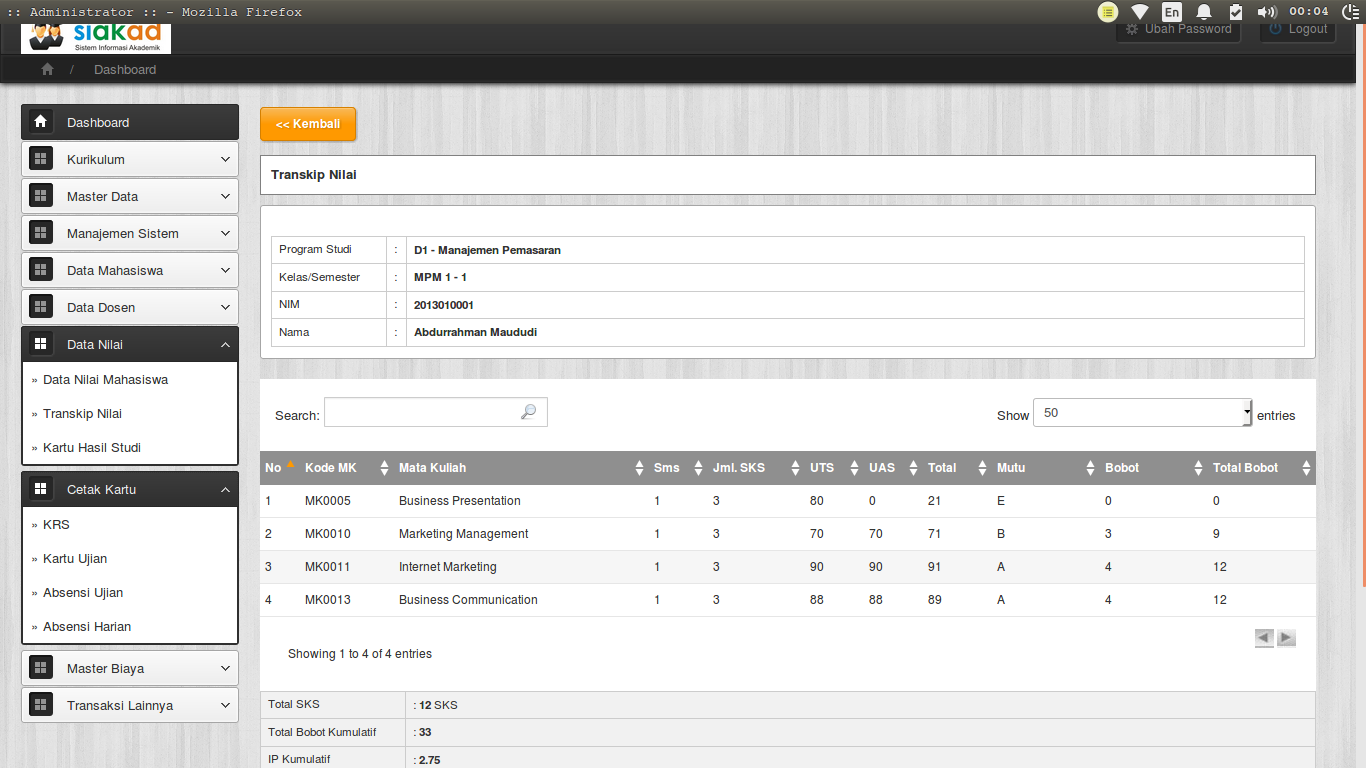 :: Administrator :: - Mozilla Firefox
En
00:04
siakad
Sistem Informasi Akademik
Ubah Password
Logout
/ Dashboard
Dashboard
Kurikulum
Master Data
Manajemen Sistem
Data Mahasiswa
Data Dosen
Data Nilai
» Data Nilai Mahasiswa
» Transkip Nilai
» Kartu Hasil Studi
Cetak Kartu
» KRS
» Kartu Ujian
» Absensi Ujian
» Absensi Harian
Master Biaya
Transaksi Lainnya
<< Kembali
Transkip Nilai
Program Studi : D1 - Manajemen Pemasaran
Kelas/Semester : MPM 1 - 1
NIM : 2013010001
Nama : Abdurrahman Maududi
Search:
Show 50 entries
No Kode MK Mata Kuliah Sms Jml. SKS UTS UAS Total Mutu Bobot Total Bobot
1 MK0005 Business Presentation 1 3 80 0 21 E 0 0
2 MK0010 Marketing Management 1 3 70 70 71 B 3 9
3 MK0011 Internet Marketing 1 3 90 90 91 A 4 12
4 MK0013 Business Communication 1 3 88 88 89 A 4 12
Showing 1 to 4 of 4 entries
Total SKS : 12 SKS
Total Bobot Kumulatif : 33
IP Kumulatif : 2.75